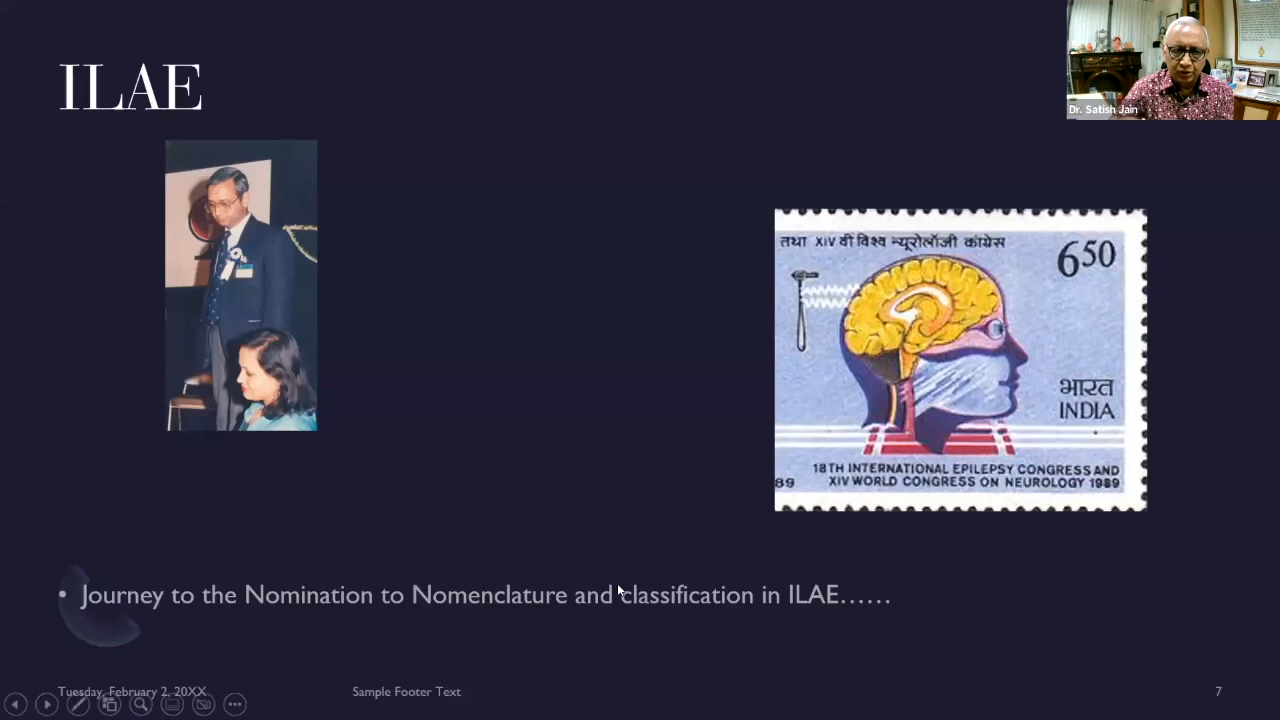 ILAE
Dr. Satish Jain
तथा XIV वीं विश्व न्यूरोलॉजी कांग्रेस
6⁵⁰
भारत
INDIA
18TH INTERNATIONAL EPILEPSY CONGRESS AND
89 XIV WORLD CONGRESS ON NEUROLOGY 1989
• Journey to the Nomination to Nomenclature and classification in ILAE......
Tuesday, February 2, 20XX Sample Footer Text 7